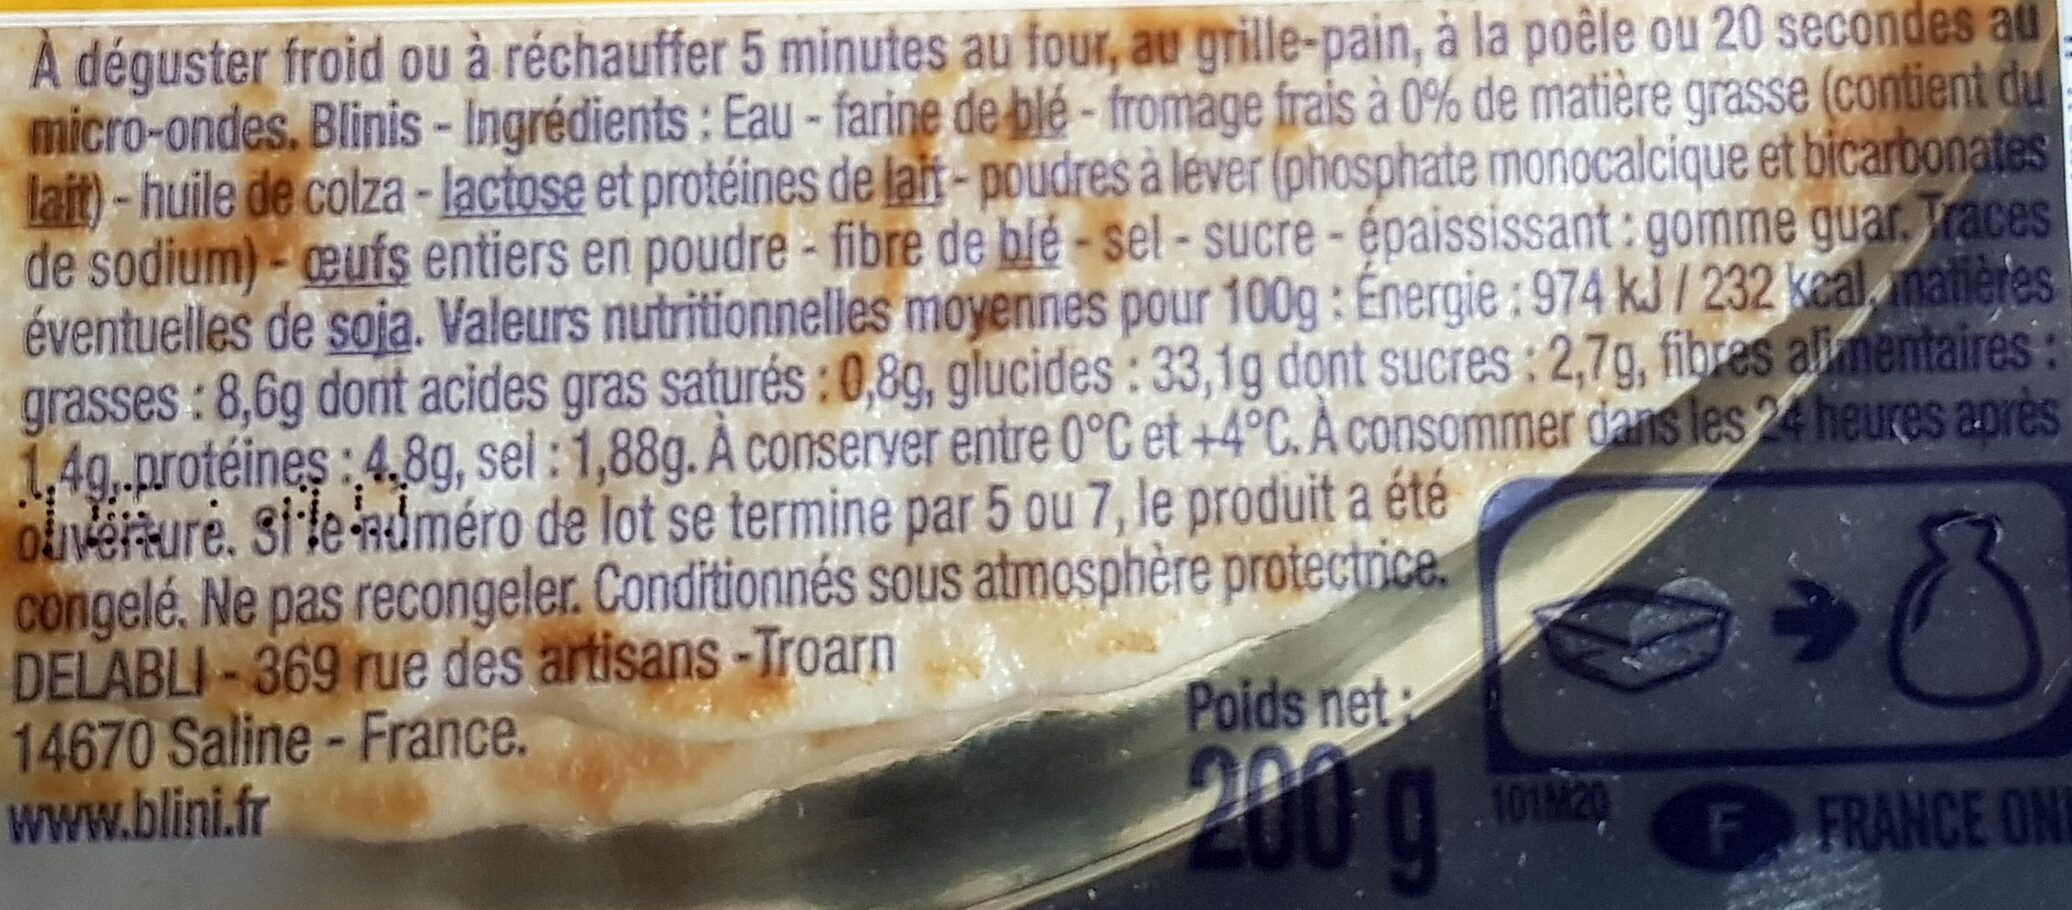 À déguster froid ou à réchauffer 5 minutes au four, au grille-pain, à la poêle ou 20 secondes au
micro-ondes. Blinis - Ingrédients : Eau - farine de blé - fromage frais à 0% de matière grasse (contient du
lait) - huile de colza - lactose et protéines de lait - poudres à lever (phosphate monocalcique et bicarbonates
de sodium) - œufs entiers en poudre - fibre de blé - sel - sucre - épaississant : gomme guar. Traces
éventuelles de soja. Valeurs nutritionnelles moyennes pour 100g : Énergie : 974 kJ / 232 kcal, matières
grasses : 8,6g dont acides gras saturés : 0,8g, glucides : 33,1g dont sucres : 2,7g, fibres alimentaires :
1,4g, protéines : 4,8g, sel : 1,88g. À conserver entre 0°C et +4°C. À consommer dans les 24 heures après
ouverture. Si le numéro de lot se termine par 5 ou 7, le produit a été
congelé. Ne pas recongeler. Conditionnés sous atmosphère protectrice.
DELABLI - 369 rue des artisans -Troarn
14670 Saline - France.
www.blini.fr
Poids net :
200 g
101M20
F FRANCE ON